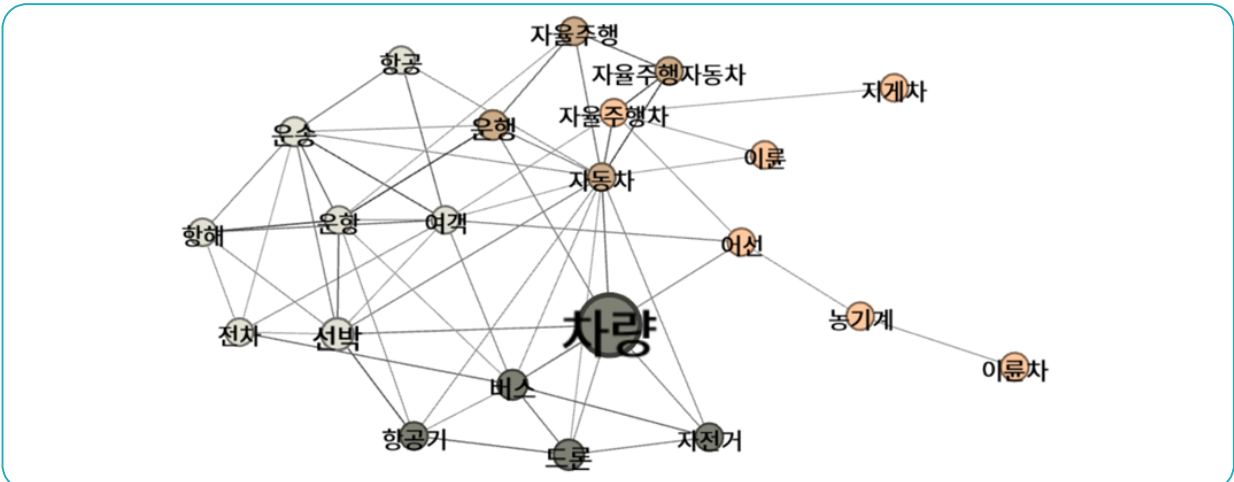 자율주행
항공
자율주행자동차
지게차
자율주행차
운행
운송
이륜
자동차
운항
여객
항해
어선
농기계
차량
전차
선박
이륜차
버스
항공기
드론
자전거